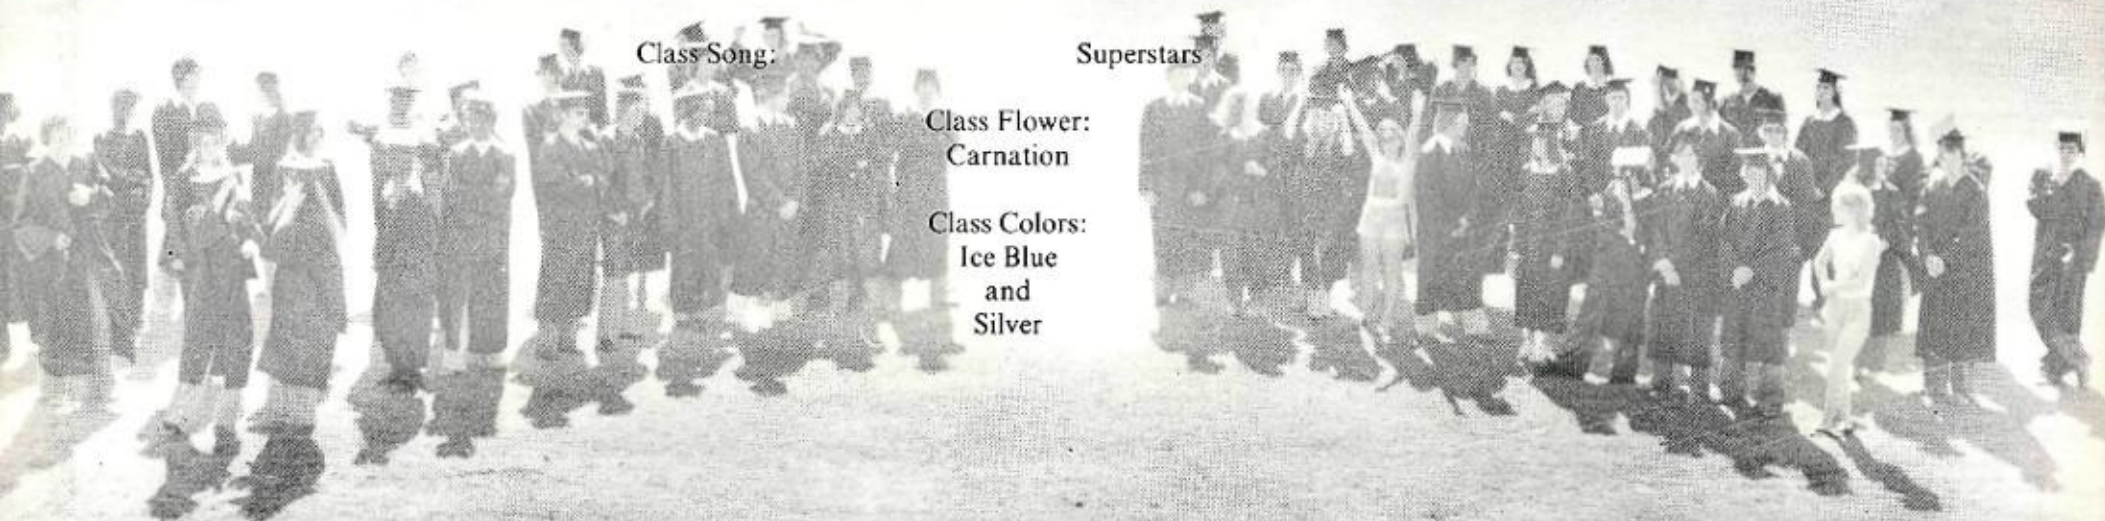 Class Song: Superstars
Class Flower:
Carnation
Class Colors:
Ice Blue
and
Silver